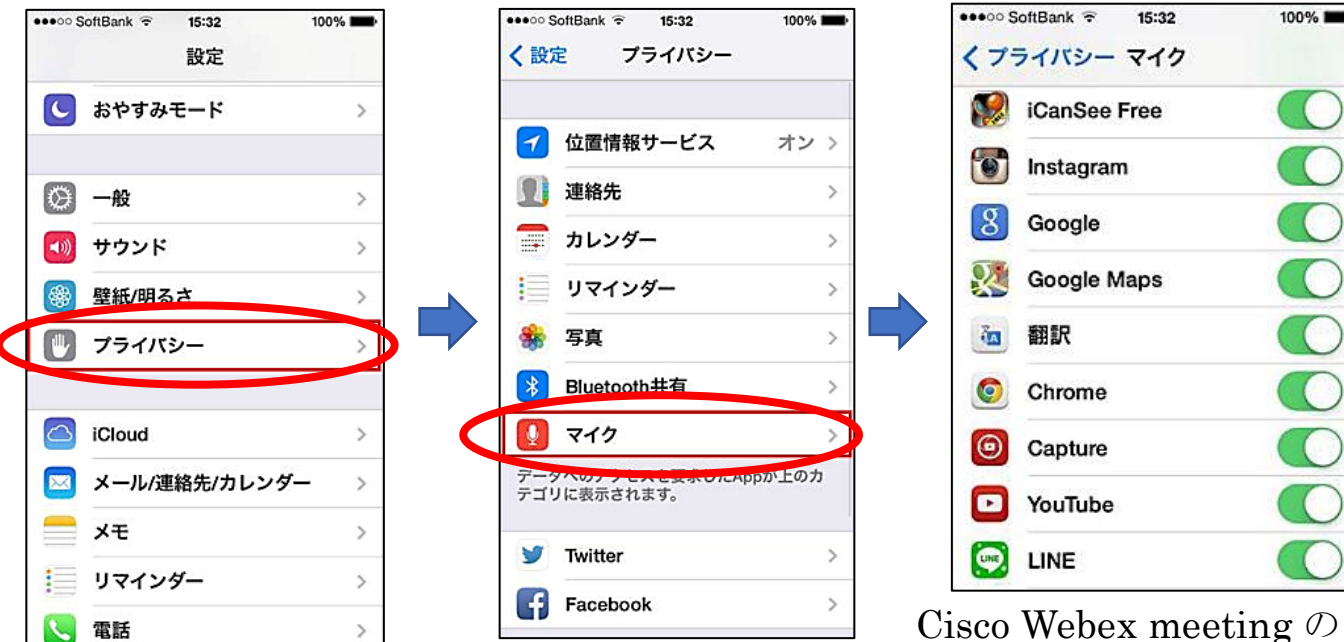 SoftBank 15:32 100%
設定
おやすみモード
一般
サウンド
壁紙/明るさ
プライバシー
iCloud
メール/連絡先/カレンダー
メモ
リマインダー
電話
SoftBank 15:32 100%
設定 プライバシー
位置情報サービス オン
連絡先
カレンダー
リマインダー
写真
Bluetooth共有
マイク
データへのアクセスを要求したAppが上のカ
テゴリに表示されます。
Twitter
Facebook
SoftBank 15:32 100%
プライバシー マイク
iCanSee Free
Instagram
Google
Google Maps
翻訳
Chrome
Capture
YouTube
LINE
Cisco Webex meeting の